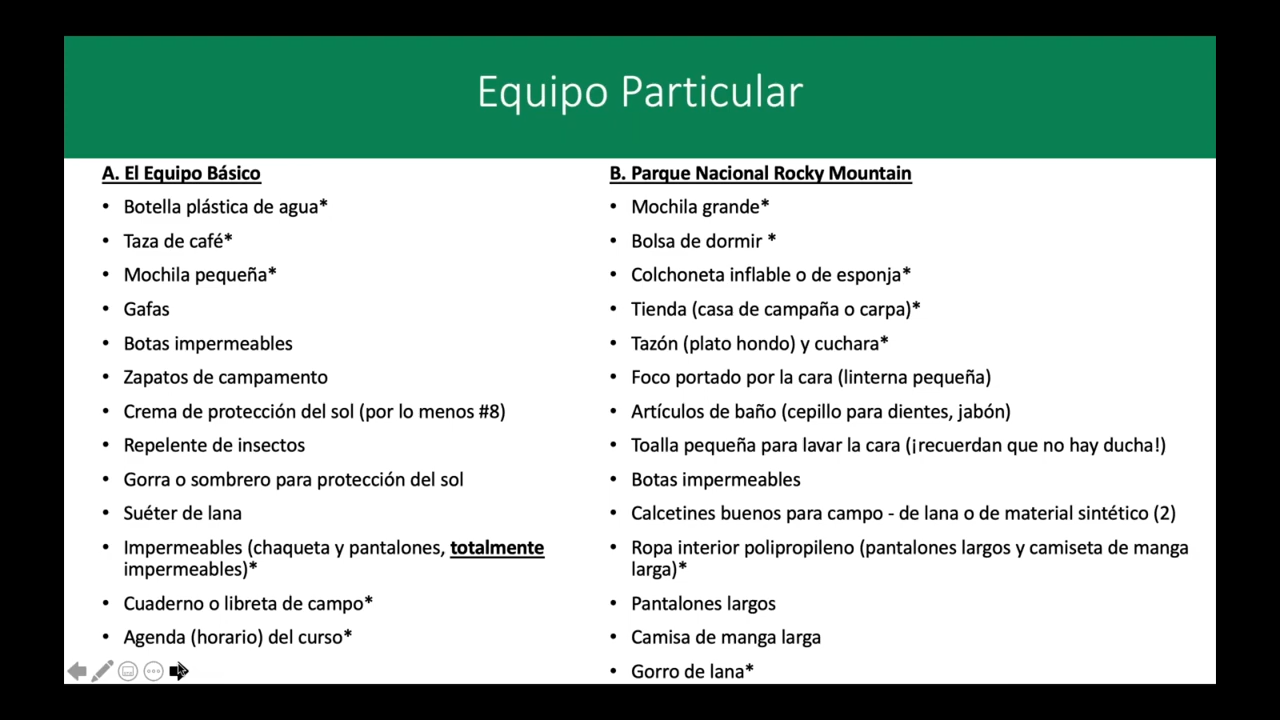 Equipo Particular
A. El Equipo Básico
• Botella plástica de agua*
• Taza de café*
• Mochila pequeña*
• Gafas
• Botas impermeables
• Zapatos de campamento
• Crema de protección del sol (por lo menos #8)
• Repelente de insectos
• Gorra o sombrero para protección del sol
• Suéter de lana
• Impermeables (chaqueta y pantalones, totalmente
impermeables)*
• Cuaderno o libreta de campo*
• Agenda (horario) del curso*
B. Parque Nacional Rocky Mountain
• Mochila grande*
• Bolsa de dormir *
• Colchoneta inflable o de esponja*
• Tienda (casa de campaña o carpa)*
• Tazón (plato hondo) y cuchara*
• Foco portado por la cara (linterna pequeña)
• Artículos de baño (cepillo para dientes, jabón)
• Toalla pequeña para lavar la cara (¡recuerdan que no hay ducha!)
• Botas impermeables
• Calcetines buenos para campo - de lana o de material sintético (2)
• Ropa interior polipropileno (pantalones largos y camiseta de manga
larga)*
• Pantalones largos
• Camisa de manga larga
• Gorro de lana*